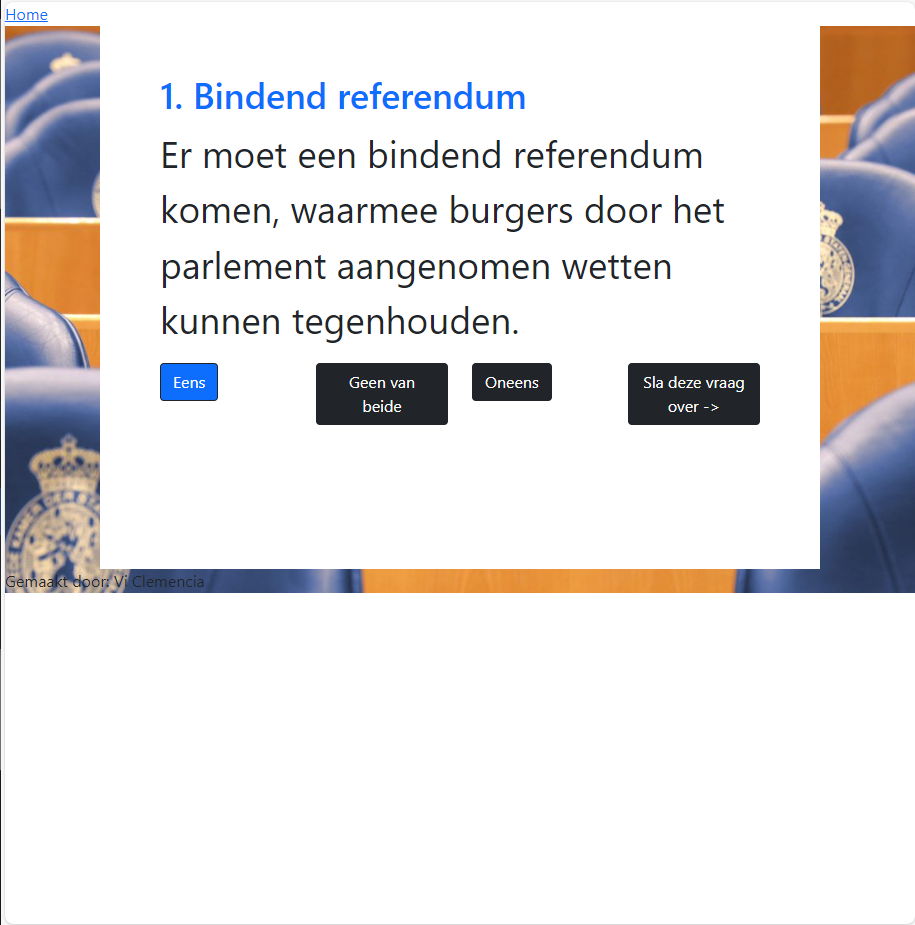 Home
1. Bindend referendum
Er moet een bindend referendum
komen, waarmee burgers door het
parlement aangenomen wetten
kunnen tegenhouden.
Eens
Geen van
beide
Oneens
Sla deze vraag
over ->
Gemaakt door: Vi Clemencia